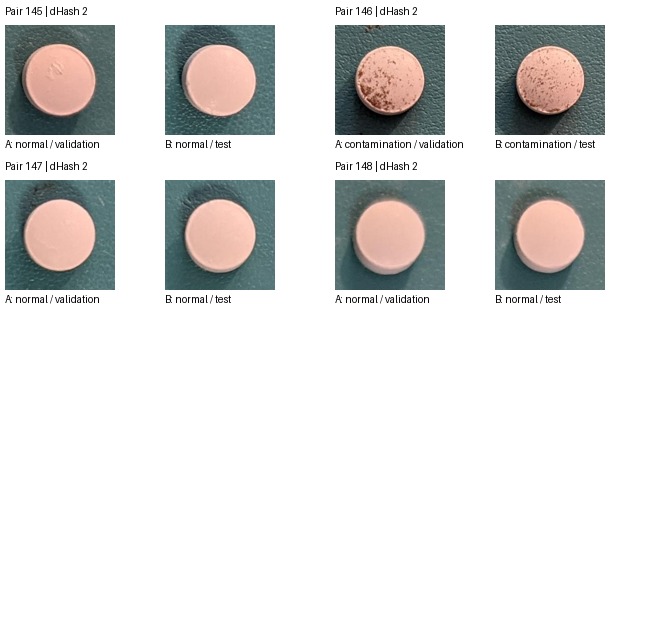 Pair 145 | dHash 2
A: normal / validation
B: normal / test
Pair 146 | dHash 2
A: contamination / validation
B: contamination / test
Pair 147 | dHash 2
A: normal / validation
B: normal / test
Pair 148 | dHash 2
A: normal / validation
B: normal / test